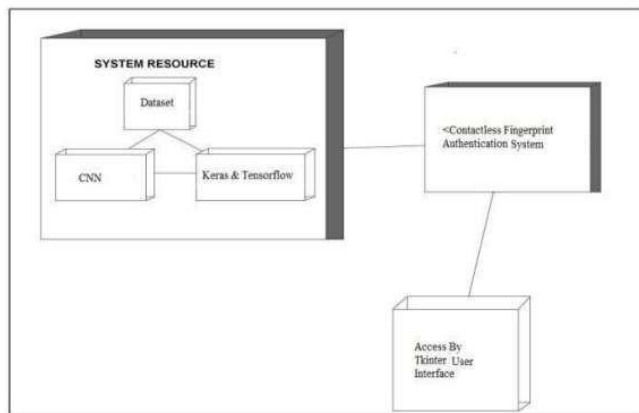 SYSTEM RESOURCE
Dataset
CNN
Keras & Tensorflow
<Contactless Fingerprint
Authentication System
Access By
Tkinter User
Interface